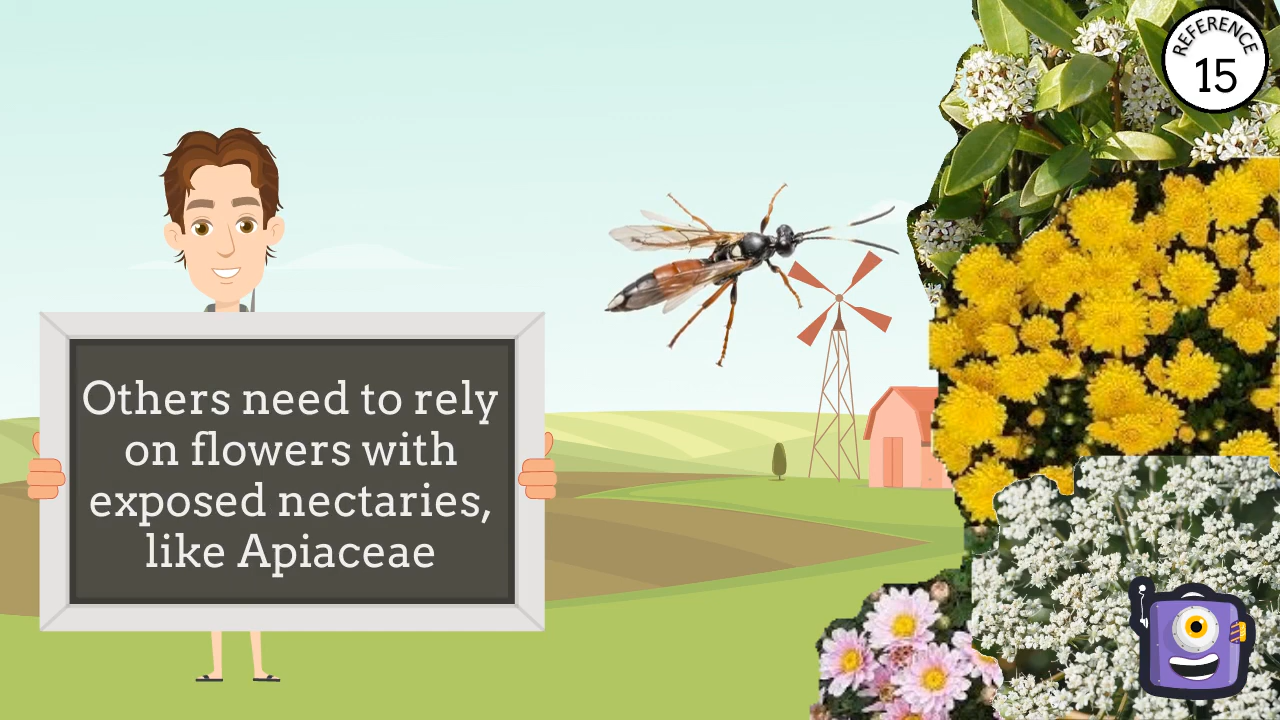 REFERENCE
15
Others need to rely
on flowers with
exposed nectaries,
like Apiaceae